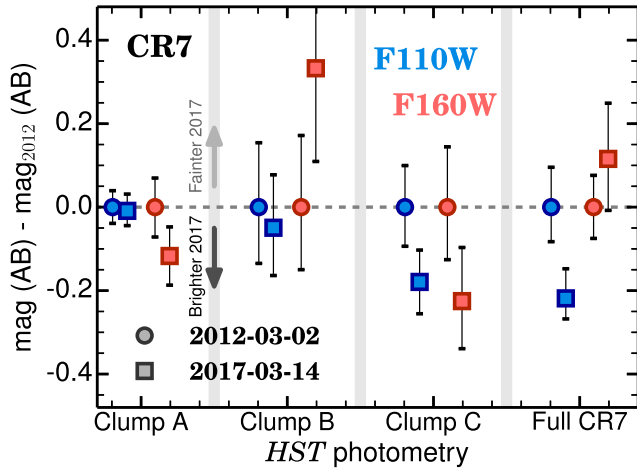 CR7
F110W
F160W
Fainter 2017
Brighter 2017
2012-03-02
2017-03-14
mag (AB) - mag2012 (AB)
0.4
0.2
0.0
-0.2
-0.4
Clump A
Clump B
Clump C
Full CR7
HST photometry